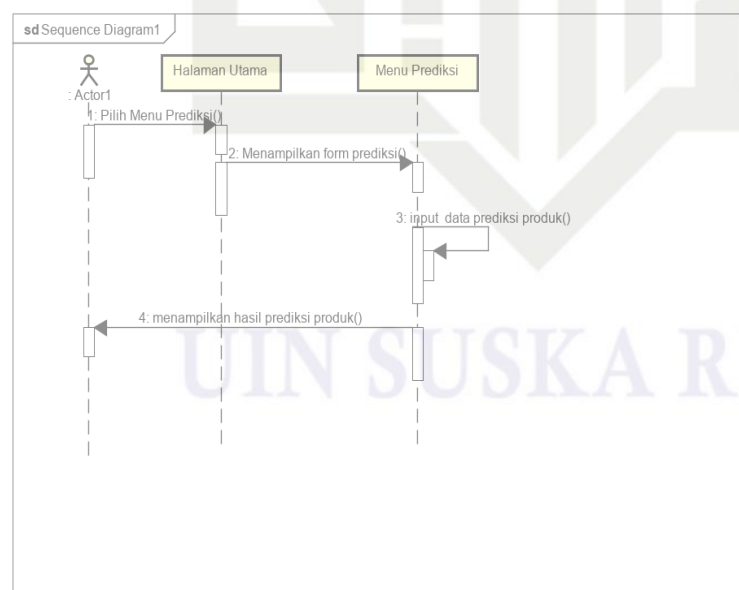 sd Sequence Diagram1
Halaman Utama
Menu Prediksi
: Actor1
1: Pilih Menu Prediksi()
2: Menampilkan form prediksi()
3: input data prediksi produk()
4: menampilkan hasil prediksi produk()
UIN SUSKA R